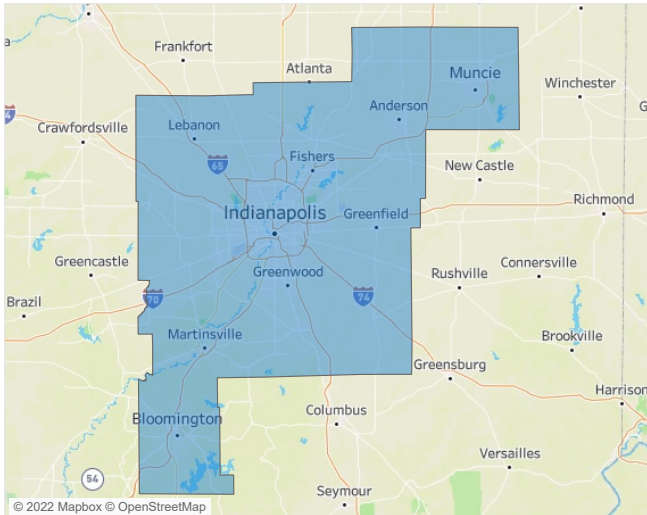 a
Frankfort
Atlanta
Muncie
Winchester
4
Anderson
G
Crawfordsville
Lebanon
65
Fishers
New Castle
Indianapolis
Greenfield
Richmond
Greencastle
Greenwood
Rushville
Connersville
Brazil
70
74
Martinsville
Brookville
Greensburg
Harrison
Bloomington
Columbus
54
Versailles
Seymour
© 2022 Mapbox © OpenStreetMap